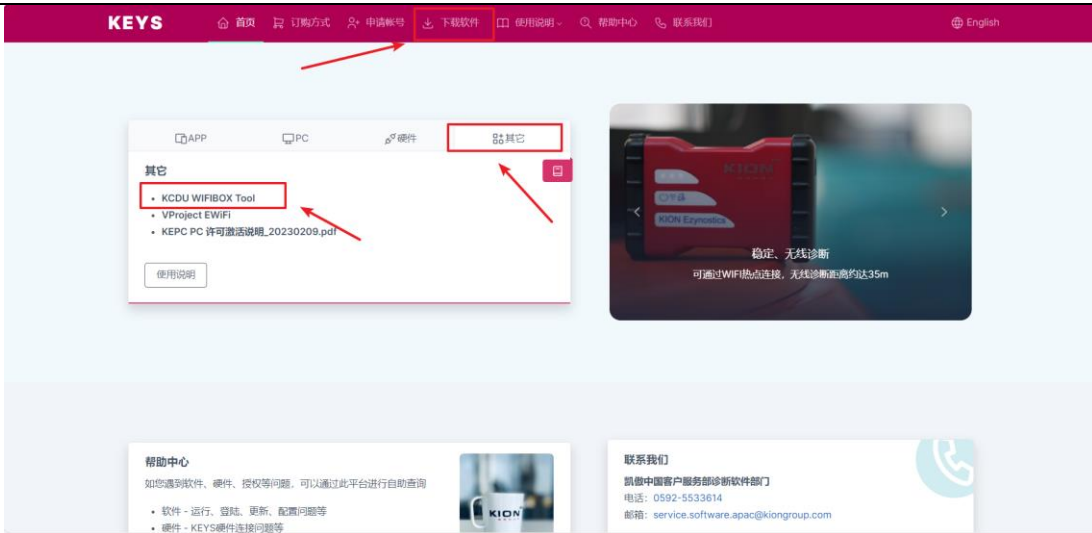 KEYS 首页 订购方式 申请帐号 下载软件 使用说明 帮助中心 联系我们 English
APP PC 硬件 其它
其它
• KCDU WIFIBOX Tool
• VProject EWiFi
• KEPC PC 许可激活说明_20230209.pdf
使用说明
KION
KION Ezynostics
稳定、无线诊断
可通过WIFI热点连接，无线诊断距离约达35m
帮助中心
如您遇到软件、硬件、授权等问题，可以通过此平台进行自助查询
• 软件 - 运行、登陆、更新、配置问题等
• 硬件 - KEYS硬件连接问题等
KION
联系我们
凯傲中国客户服务部诊断软件部门
电话：0592-5533614
邮箱：service.software.apac@kiongroup.com